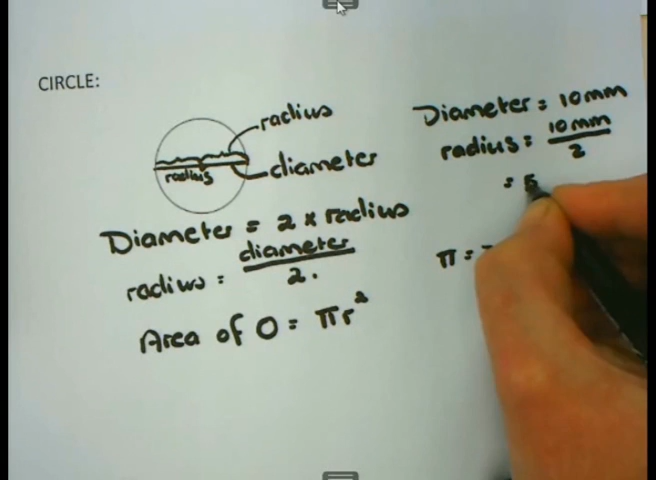 CIRCLE:
radius
diameter
radius
Diameter = 2 x radius
radius = diameter
2.
Area of O = πr²
Diameter = 10mm
radius = 10mm
2
= 5
π =